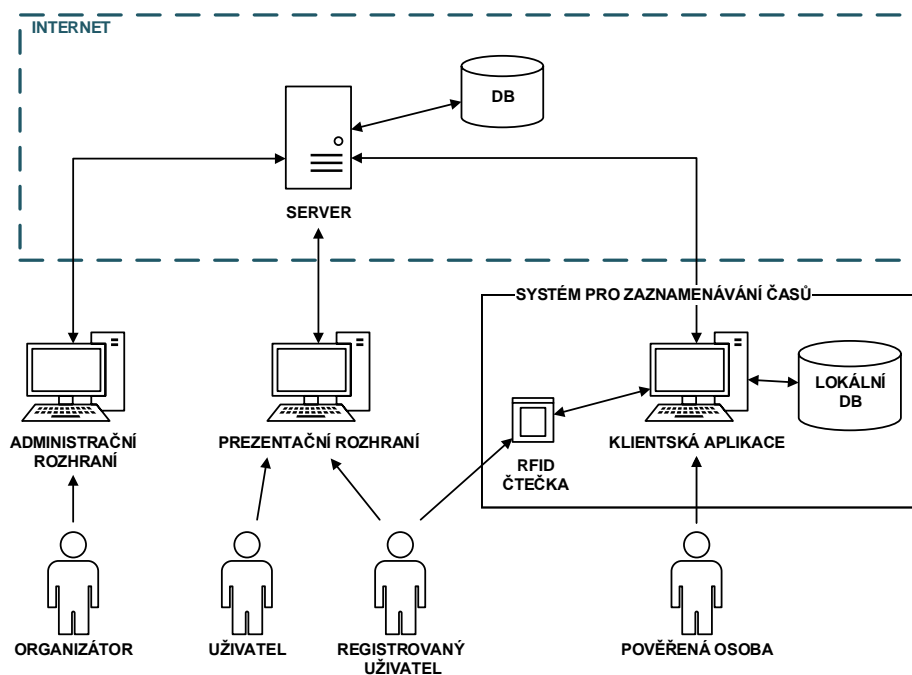 INTERNET
DB
SERVER
SYSTÉM PRO ZAZNAMENÁVÁNÍ ČASŮ
LOKÁLNÍ
DB
ADMINISTRAČNÍ
ROZHRANÍ
PREZENTAČNÍ ROZHRANÍ
KLIENTSKÁ APLIKACE
RFID
ČTEČKA
ORGANIZÁTOR
UŽIVATEL
REGISTROVANÝ
UŽIVATEL
POVĚŘENÁ OSOBA